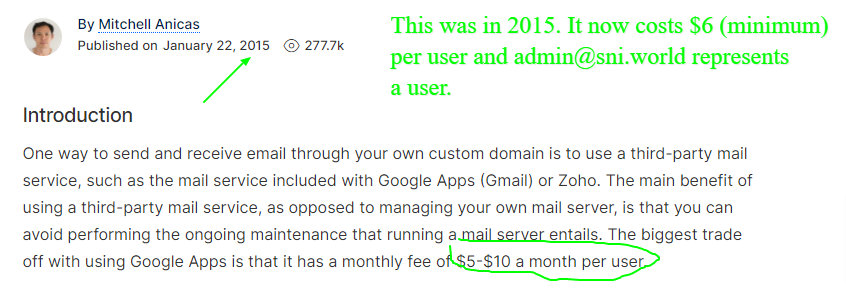 By Mitchell Anicas
Published on January 22, 2015 277.7k
This was in 2015. It now costs $6 (minimum)
per user and admin@sni.world represents
a user.
Introduction
One way to send and receive email through your own custom domain is to use a third-party mail
service, such as the mail service included with Google Apps (Gmail) or Zoho. The main benefit of
using a third-party mail service, as opposed to managing your own mail server, is that you can
avoid performing the ongoing maintenance that running a mail server entails. The biggest trade
off with using Google Apps is that it has a monthly fee of $5-$10 a month per user